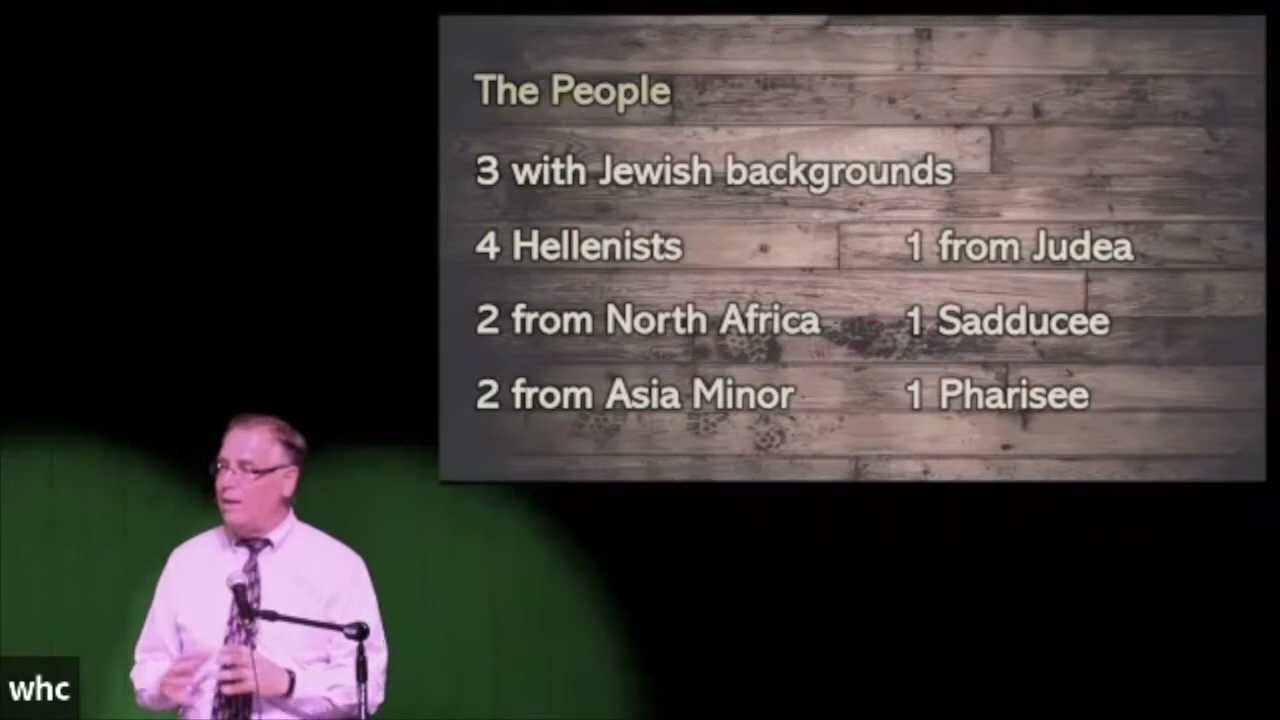 The People
3 with Jewish backgrounds
4 Hellenists
1 from Judea
2 from North Africa
1 Sadducee
2 from Asia Minor
1 Pharisee
whc